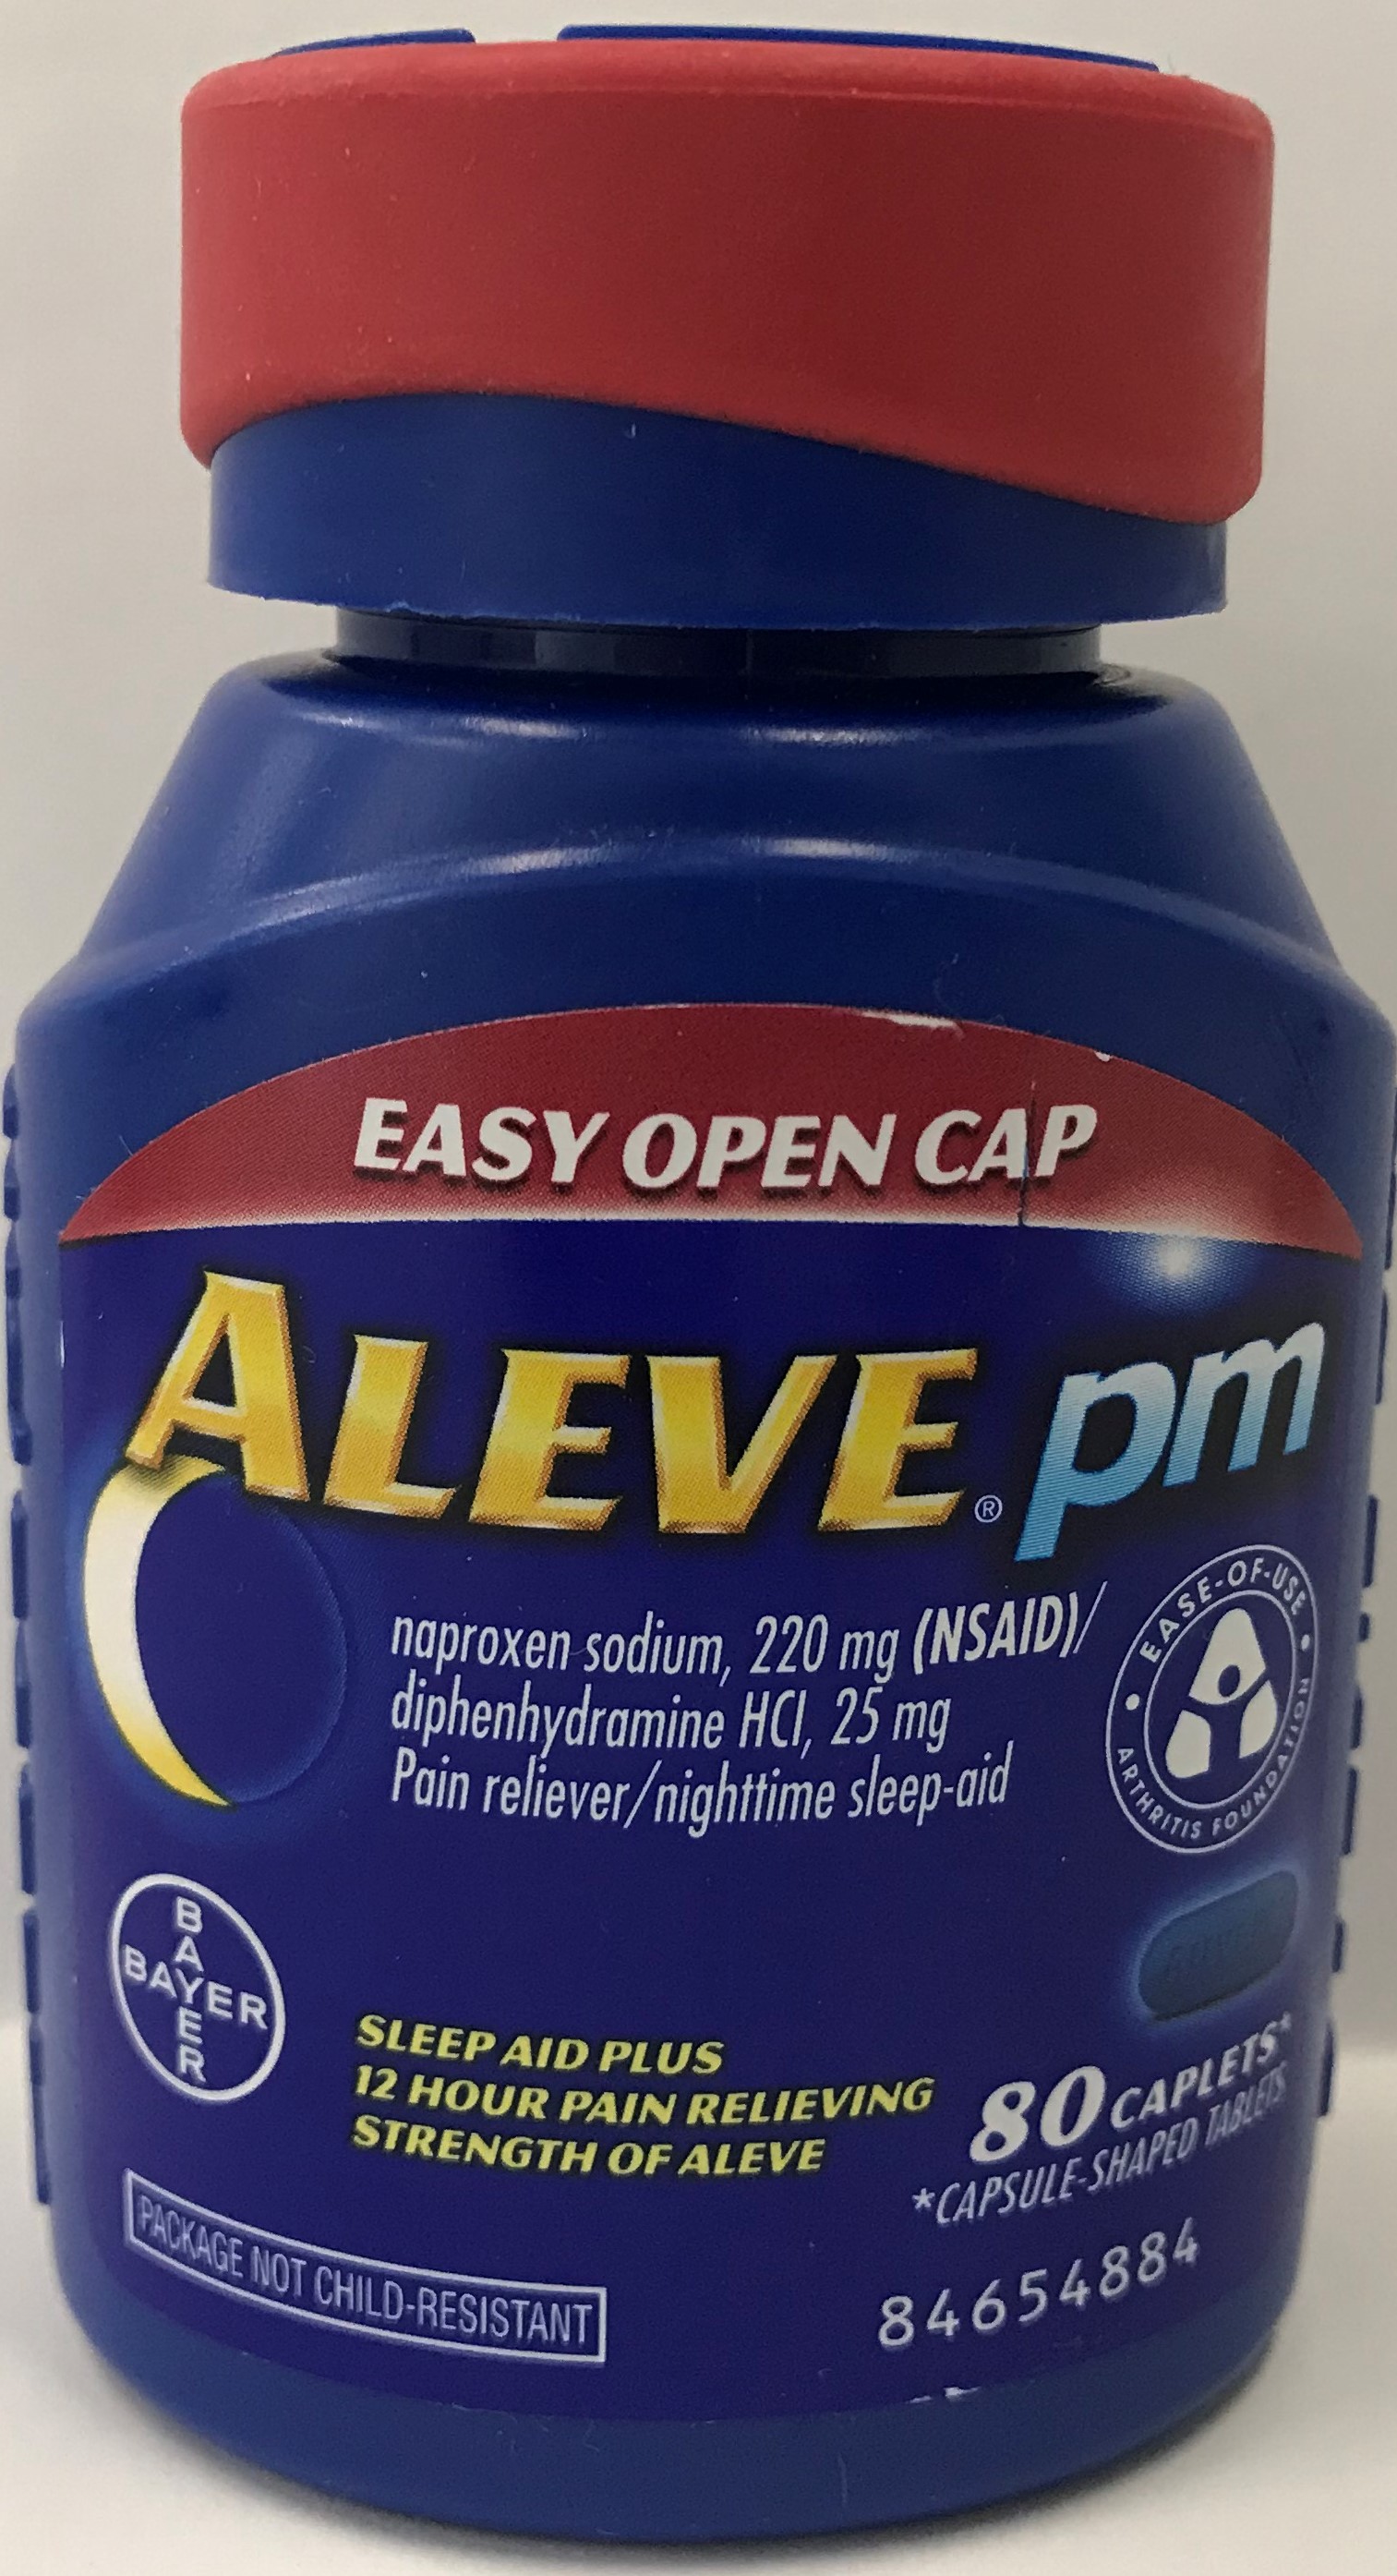 EASY OPEN CAP
ALEVE® pm
naproxen sodium, 220 mg (NSAID)/
diphenhydramine HCl, 25 mg
Pain reliever/nighttime sleep-aid
EASE-OF-USE
ARTHRITIS FOUNDATION
BAYER
BAYER
SLEEP AID PLUS
12 HOUR PAIN RELIEVING
STRENGTH OF ALEVE
80 CAPLETS*
*CAPSULE-SHAPED TABLETS
PACKAGE NOT CHILD-RESISTANT
84654884